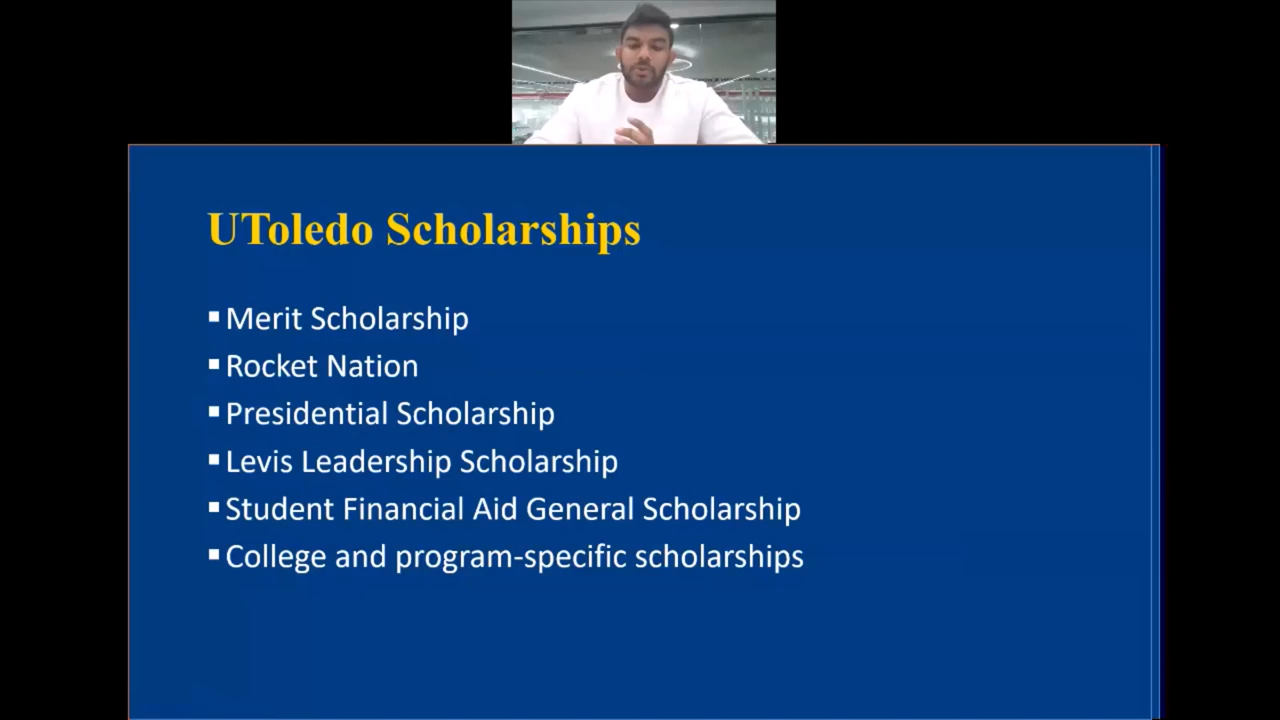 UToledo Scholarships
▪ Merit Scholarship
▪ Rocket Nation
▪ Presidential Scholarship
▪ Levis Leadership Scholarship
▪ Student Financial Aid General Scholarship
▪ College and program-specific scholarships